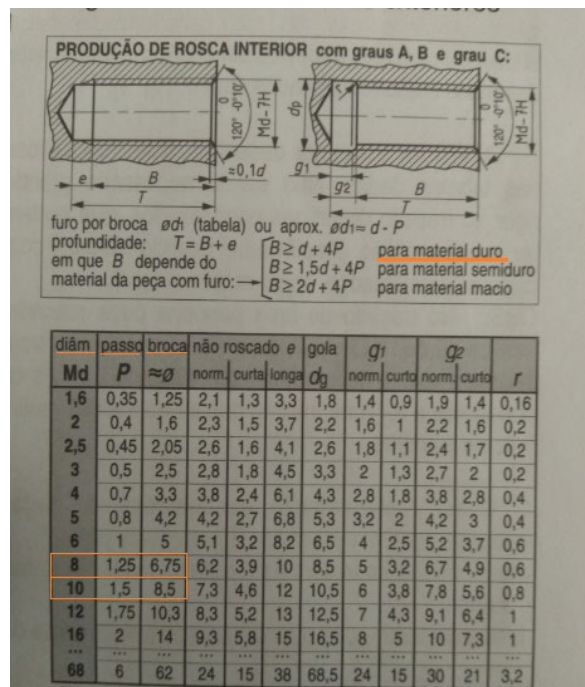 PRODUÇÃO DE ROSCA INTERIOR com graus A, B e grau C:
e B ≈0,1d
T
120° -0°10' 0
Md-7H
dp r
g1
g2 B
T
120° -0°10' 0
Md-7H
furo por broca ød1 (tabela) ou aprox. ød1≈ d - P
profundidade: T = B + e B ≥ d + 4P para material duro
em que B depende do B ≥ 1,5d + 4P para material semiduro
material da peça com furo: B ≥ 2d + 4P para material macio
diâm passo broca não roscado e gola g1 g2
Md P ≈ø norm. curta longa dg norm. curto norm. curto r
1,6 0,35 1,25 2,1 1,3 3,3 1,8 1,4 0,9 1,9 1,4 0,16
2 0,4 1,6 2,3 1,5 3,7 2,2 1,6 1 2,2 1,6 0,2
2,5 0,45 2,05 2,6 1,6 4,1 2,6 1,8 1,1 2,4 1,7 0,2
3 0,5 2,5 2,8 1,8 4,5 3,3 2 1,3 2,7 2 0,2
4 0,7 3,3 3,8 2,4 6,1 4,3 2,8 1,8 3,8 2,8 0,4
5 0,8 4,2 4,2 2,7 6,8 5,3 3,2 2 4,2 3 0,4
6 1 5 5,1 3,2 8,2 6,5 4 2,5 5,2 3,7 0,6
8 1,25 6,75 6,2 3,9 10 8,5 5 3,2 6,7 4,9 0,6
10 1,5 8,5 7,3 4,6 12 10,5 6 3,8 7,8 5,6 0,8
12 1,75 10,3 8,3 5,2 13 12,5 7 4,3 9,1 6,4 1
16 2 14 9,3 5,8 15 16,5 8 5 10 7,3 1
... ... ... ... ... ... ... ... ... ... ... ...
68 6 62 24 15 38 68,5 24 15 30 21 3,2